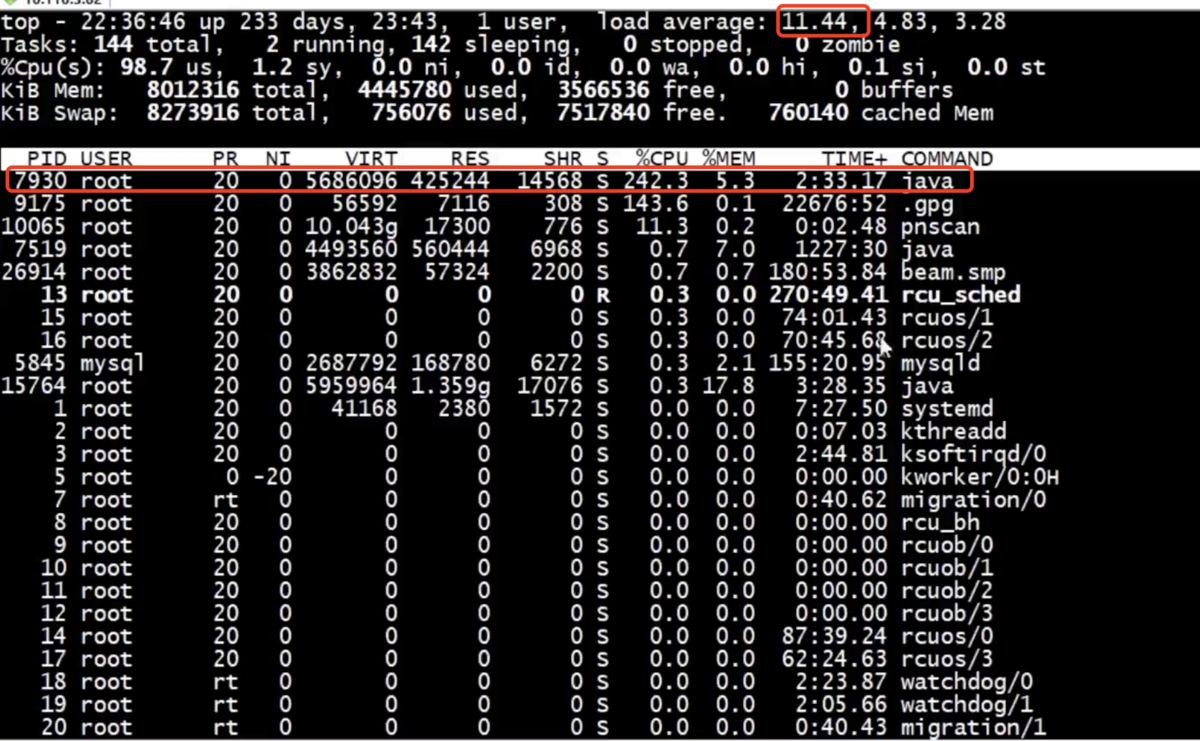 top - 22:36:46 up 233 days, 23:43, 1 user, load average: 11.44, 4.83, 3.28
Tasks: 144 total, 2 running, 142 sleeping, 0 stopped, 0 zombie
%Cpu(s): 98.7 us, 1.2 sy, 0.0 ni, 0.0 id, 0.0 wa, 0.0 hi, 0.1 si, 0.0 st
KiB Mem: 8012316 total, 4445780 used, 3566536 free, 0 buffers
KiB Swap: 8273916 total, 756076 used, 7517840 free. 760140 cached Mem
PID USER PR NI VIRT RES SHR S %CPU %MEM TIME+ COMMAND
7930 root 20 0 5686096 425244 14568 S 242.3 5.3 2:33.17 java
9175 root 20 0 56592 7116 308 S 143.6 0.1 22676:52 .gpg
10065 root 20 0 10.043g 17300 776 S 11.3 0.2 0:02.48 pnscan
7519 root 20 0 4493560 560444 6968 S 0.7 7.0 1227:30 java
26914 root 20 0 3862832 57324 2200 S 0.7 0.7 180:53.84 beam.smp
13 root 20 0 0 0 0 R 0.3 0.0 270:49.41 rcu_sched
15 root 20 0 0 0 0 S 0.3 0.0 74:01.43 rcuos/1
16 root 20 0 0 0 0 S 0.3 0.0 70:45.68 rcuos/2
5845 mysql 20 0 2687792 168780 6272 S 0.3 2.1 155:20.95 mysqld
15764 root 20 0 5959964 1.359g 17076 S 0.3 17.8 3:28.35 java
1 root 20 0 41168 2380 1572 S 0.0 0.0 7:27.50 systemd
2 root 20 0 0 0 0 S 0.0 0.0 0:07.03 kthreadd
3 root 20 0 0 0 0 S 0.0 0.0 2:44.81 ksoftirqd/0
5 root 0 -20 0 0 0 S 0.0 0.0 0:00.00 kworker/0:0H
7 root rt 0 0 0 0 S 0.0 0.0 0:40.62 migration/0
8 root 20 0 0 0 0 S 0.0 0.0 0:00.00 rcu_bh
9 root 20 0 0 0 0 S 0.0 0.0 0:00.00 rcuob/0
10 root 20 0 0 0 0 S 0.0 0.0 0:00.00 rcuob/1
11 root 20 0 0 0 0 S 0.0 0.0 0:00.00 rcuob/2
12 root 20 0 0 0 0 S 0.0 0.0 0:00.00 rcuob/3
14 root 20 0 0 0 0 S 0.0 0.0 87:39.24 rcuos/0
17 root 20 0 0 0 0 S 0.0 0.0 62:24.63 rcuos/3
18 root rt 0 0 0 0 S 0.0 0.0 2:23.87 watchdog/0
19 root rt 0 0 0 0 S 0.0 0.0 2:05.66 watchdog/1
20 root rt 0 0 0 0 S 0.0 0.0 0:40.43 migration/1